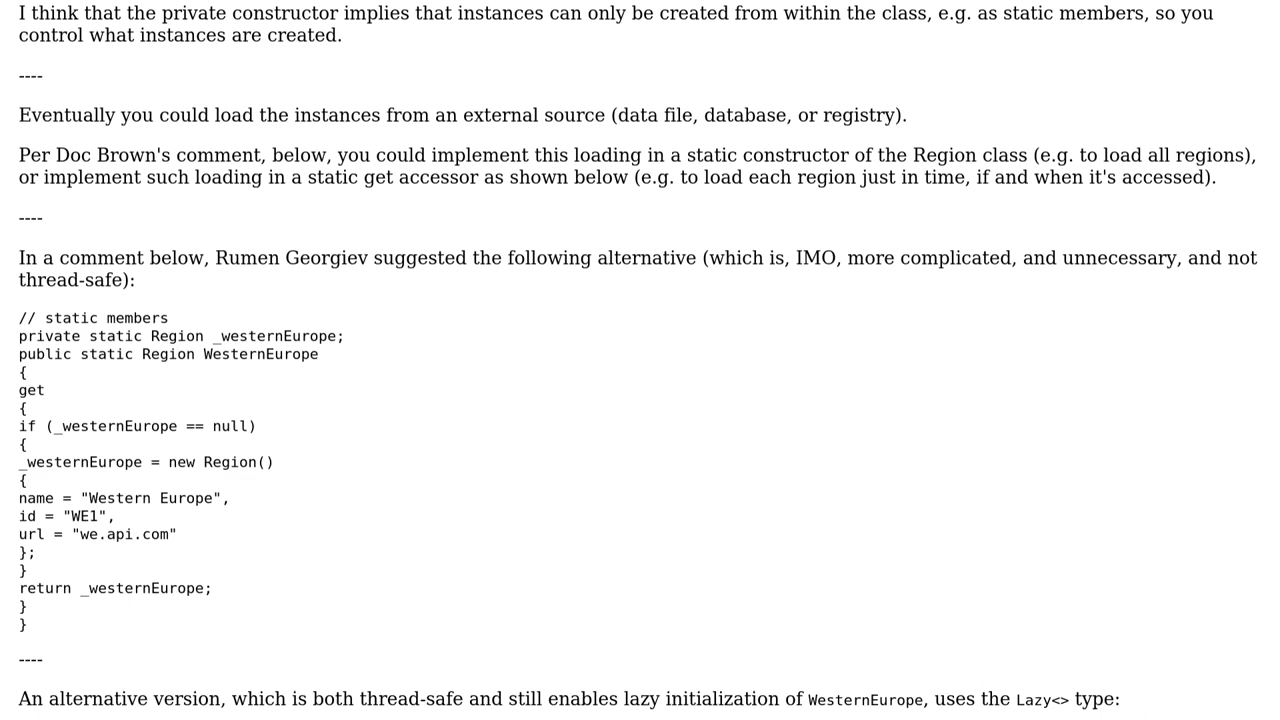 I think that the private constructor implies that instances can only be created from within the class, e.g. as static members, so you
control what instances are created.
----
Eventually you could load the instances from an external source (data file, database, or registry).
Per Doc Brown's comment, below, you could implement this loading in a static constructor of the Region class (e.g. to load all regions),
or implement such loading in a static get accessor as shown below (e.g. to load each region just in time, if and when it's accessed).
----
In a comment below, Rumen Georgiev suggested the following alternative (which is, IMO, more complicated, and unnecessary, and not
thread-safe):
// static members
private static Region _westernEurope;
public static Region WesternEurope
{
get
{
if (_westernEurope == null)
{
_westernEurope = new Region()
{
name = "Western Europe",
id = "WE1",
url = "we.api.com"
};
}
return _westernEurope;
}
}
----
An alternative version, which is both thread-safe and still enables lazy initialization of WesternEurope, uses the Lazy<> type: